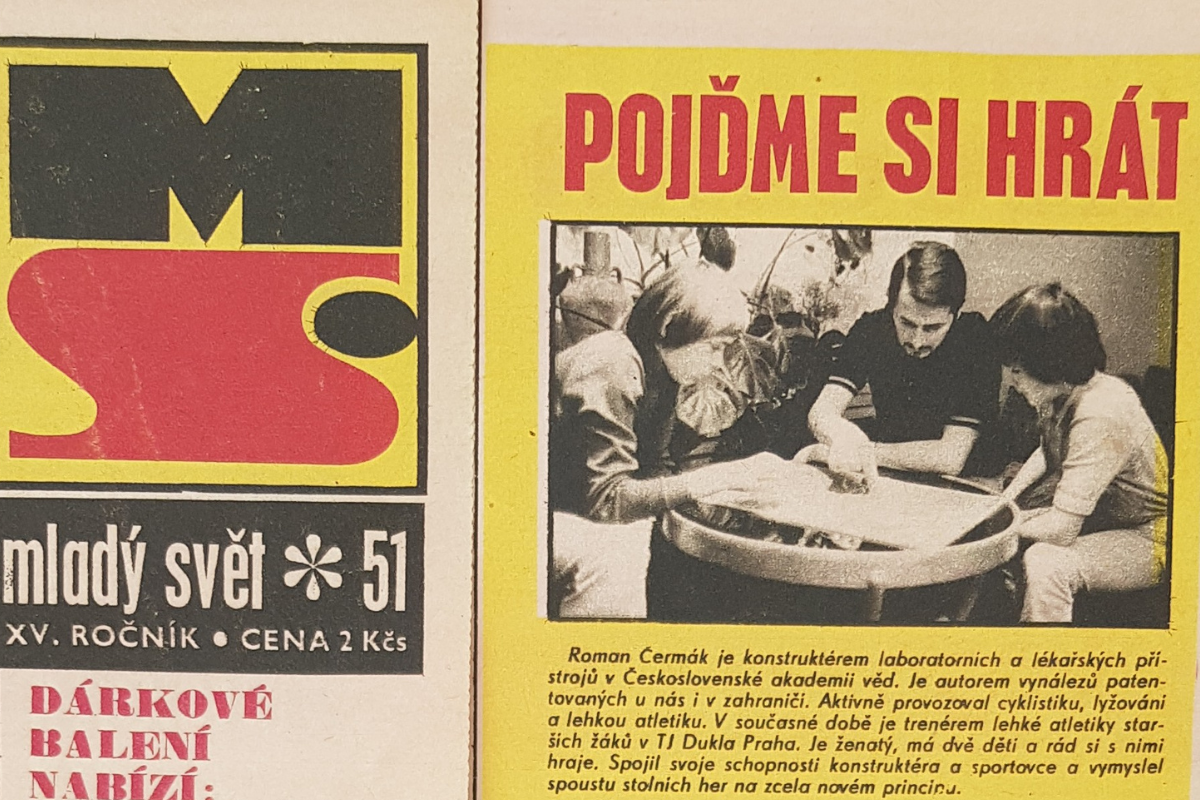 MS
mladý svět * 51
XV. ROČNÍK • CENA 2 Kčs
DÁRKOVÉ
BALENÍ
NABÍZÍ:
POJĎME SI HRÁT
Roman Čermák je konstruktérem laboratorních a lékařských pří-
strojů v Československé akademii věd. Je autorem vynálezů paten-
tovaných u nás i v zahraničí. Aktivně provozoval cyklistiku, lyžování
a lehkou atletiku. V současné době je trenérem lehké atletiky star-
ších žáků v TJ Dukla Praha. Je ženatý, má dvě děti a rád si s nimi
hraje. Spojil svoje schopnosti konstruktéra a sportovce a vymyslel
spoustu stolních her na zcela novém principu.